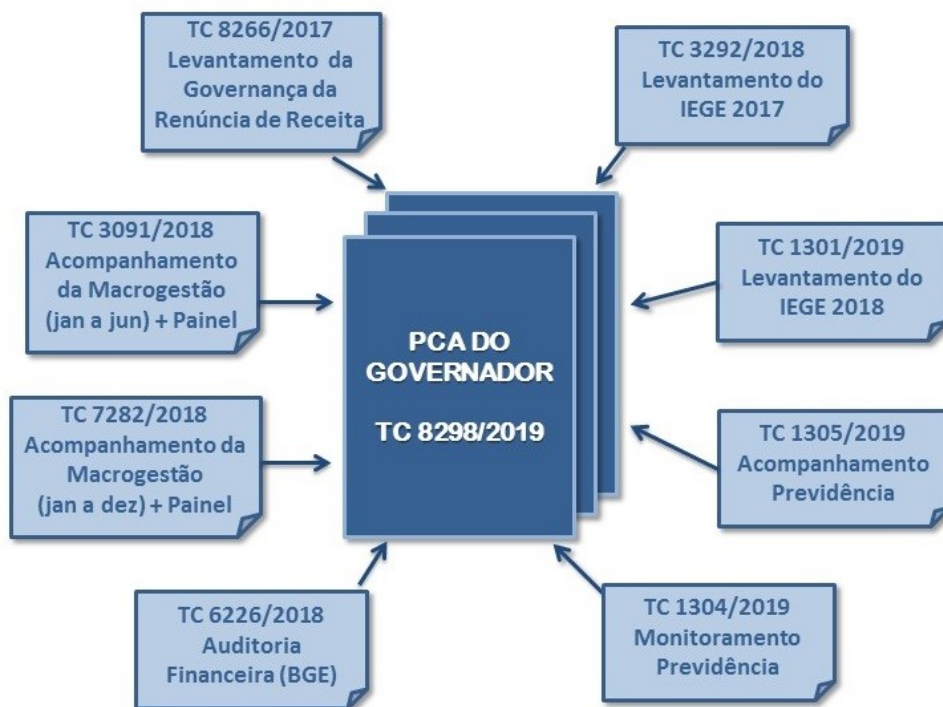 TC 8266/2017
Levantamento da
Governança da
Renúncia de Receita
TC 3292/2018
Levantamento do
IEGE 2017
TC 3091/2018
Acompanhamento
da Macrogestão
(jan a jun) + Painel
TC 1301/2019
Levantamento do
IEGE 2018
PCA DO
GOVERNADOR
TC 8298/2019
TC 7282/2018
Acompanhamento da
Macrogestão
(jan a dez) + Painel
TC 1305/2019
Acompanhamento
Previdência
TC 6226/2018
Auditoria
Financeira (BGE)
TC 1304/2019
Monitoramento
Previdência